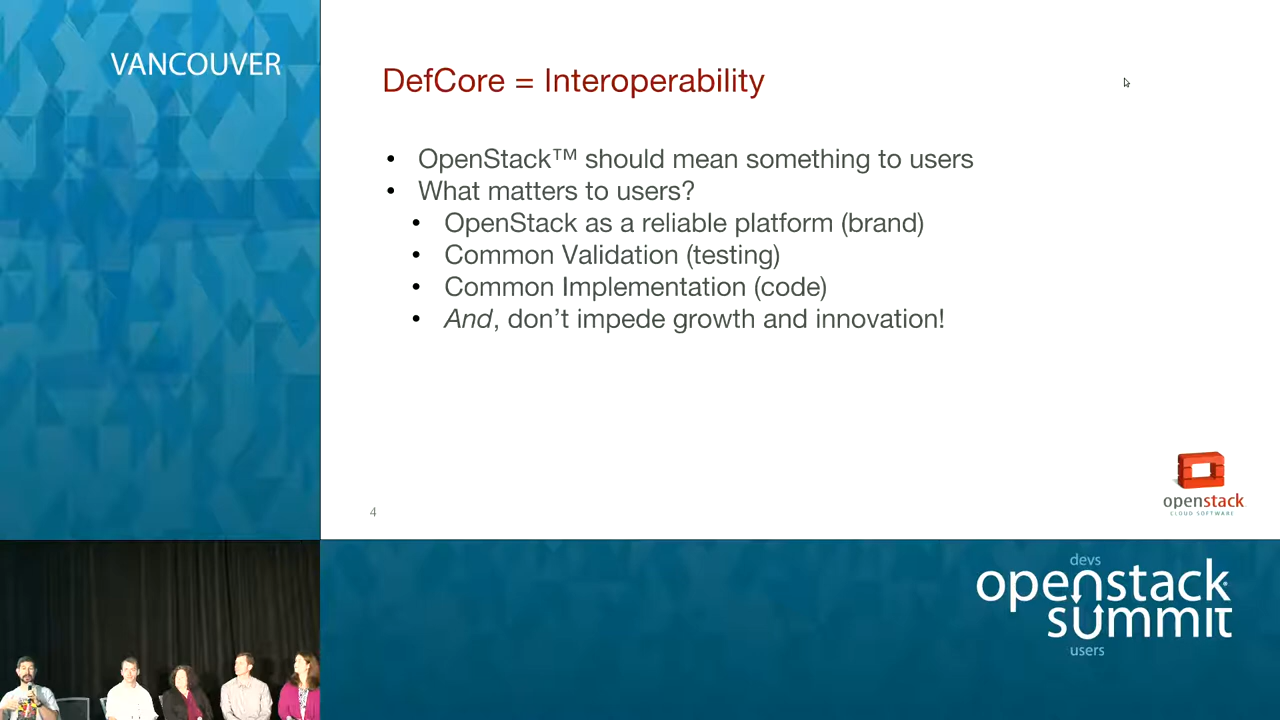 VANCOUVER
DefCore = Interoperability
• OpenStack™ should mean something to users
• What matters to users?
• OpenStack as a reliable platform (brand)
• Common Validation (testing)
• Common Implementation (code)
• And, don’t impede growth and innovation!
openstack
CLOUD SOFTWARE
4
devs
openstack
summit
users